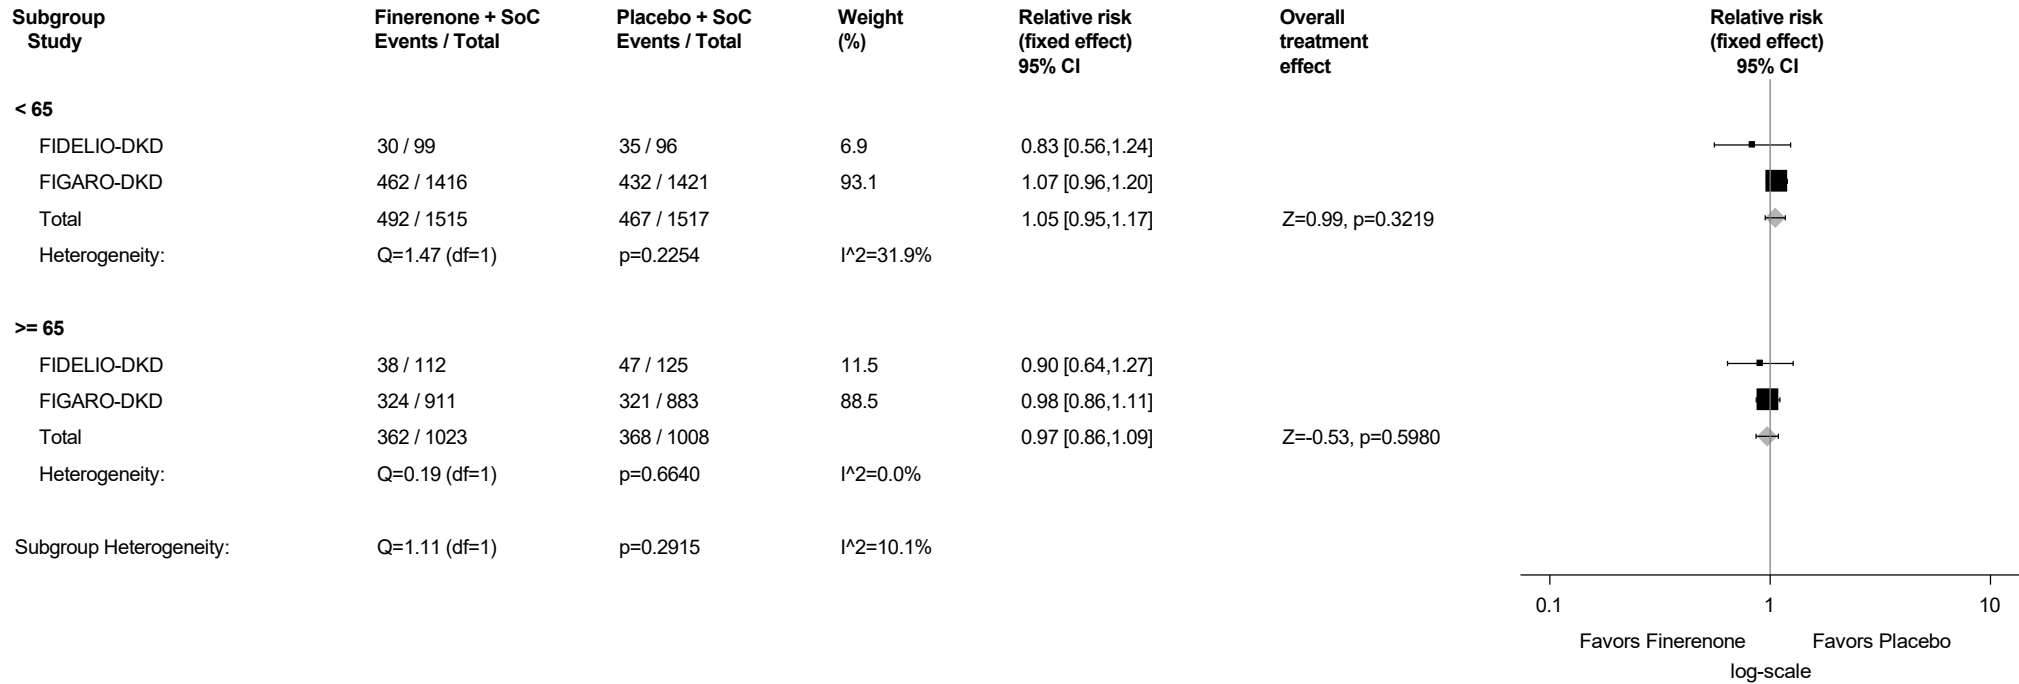 Subgroup Finerenone + SoC Placebo + SoC Weight Relative risk Overall Relative risk
Study Events / Total Events / Total (%) (fixed effect) treatment (fixed effect)
95% CI effect 95% CI
< 65
FIDELIO-DKD 30 / 99 35 / 96 6.9 0.83 [0.56,1.24]
FIGARO-DKD 462 / 1416 432 / 1421 93.1 1.07 [0.96,1.20]
Total 492 / 1515 467 / 1517 1.05 [0.95,1.17] Z=0.99, p=0.3219
Heterogeneity: Q=1.47 (df=1) p=0.2254 I^2=31.9%
>= 65
FIDELIO-DKD 38 / 112 47 / 125 11.5 0.90 [0.64,1.27]
FIGARO-DKD 324 / 911 321 / 883 88.5 0.98 [0.86,1.11]
Total 362 / 1023 368 / 1008 0.97 [0.86,1.09] Z=-0.53, p=0.5980
Heterogeneity: Q=0.19 (df=1) p=0.6640 I^2=0.0%
Subgroup Heterogeneity: Q=1.11 (df=1) p=0.2915 I^2=10.1%
0.1 1 10
Favors Finerenone Favors Placebo
log-scale